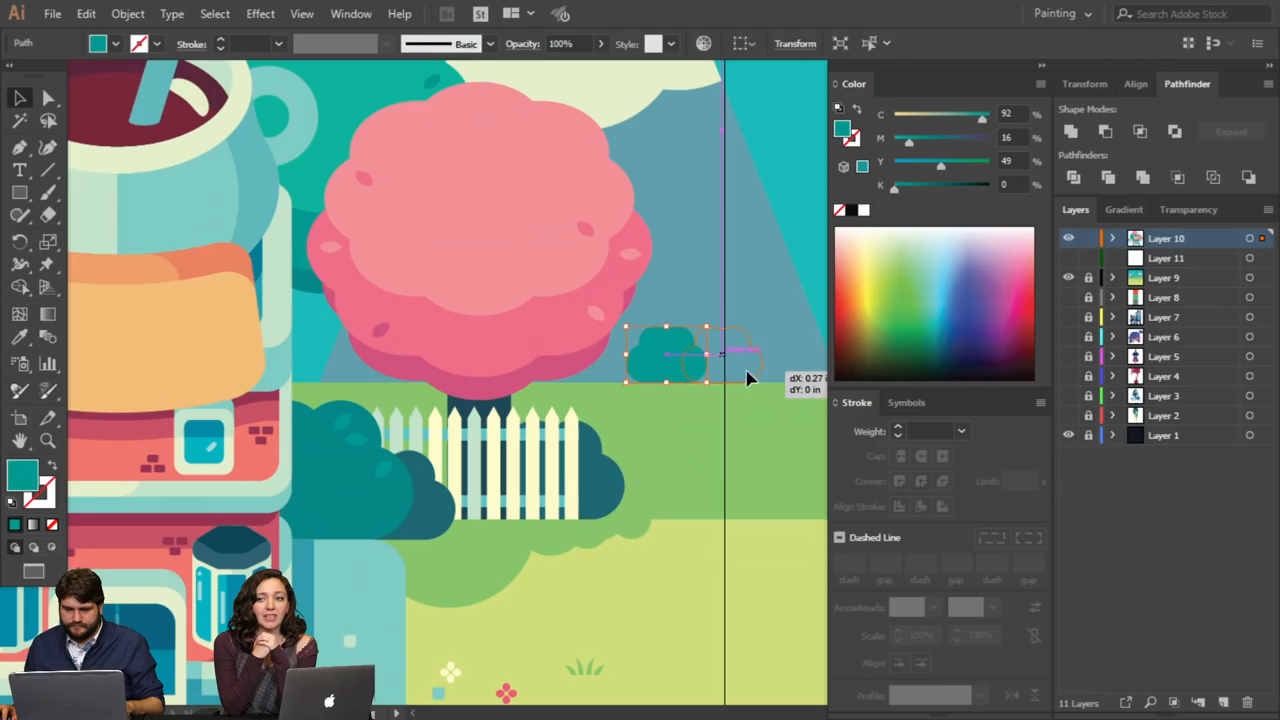 Ai File Edit Object Type Select Effect View Window Help Br St Painting Search Adobe Stock
Path Stroke: Basic Opacity: 100% Style: Transform
Color
C 92 %
M 16 %
Y 49 %
K 0 %
Transform Align Pathfinder
Shape Modes:
Expand
Pathfinders:
Layers Gradient Transparency
Layer 10
Layer 11
Layer 9
Layer 8
Layer 7
Layer 6
Layer 5
Layer 4
Layer 3
Layer 2
Layer 1
11 Layers
dX: 0.27 i
dY: 0 in
Stroke Symbols
Weight:
Cap:
Corner: Limit: x
Align Stroke:
Dashed Line
dash gap dash gap dash gap
Arrowheads:
Scale: 100% 100%
Align:
Profile: